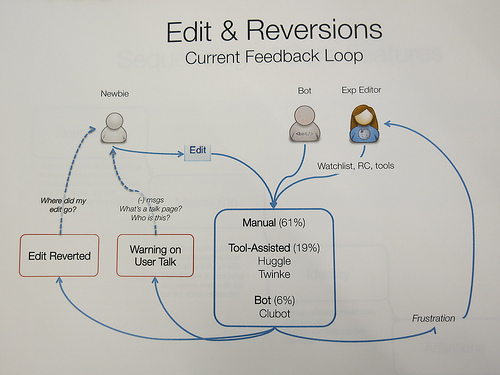 Edit & Reversions
Current Feedback Loop
Newbie
Bot
Exp Editor
<bot/>
Edit
Watchlist, RC, tools
Where did my
edit go?
(-) msgs
What's a talk page?
Who is this?
Edit Reverted
Warning on
User Talk
Manual (61%)
Tool-Assisted (19%)
Huggle
Twinke
Bot (6%)
Clubot
Frustration